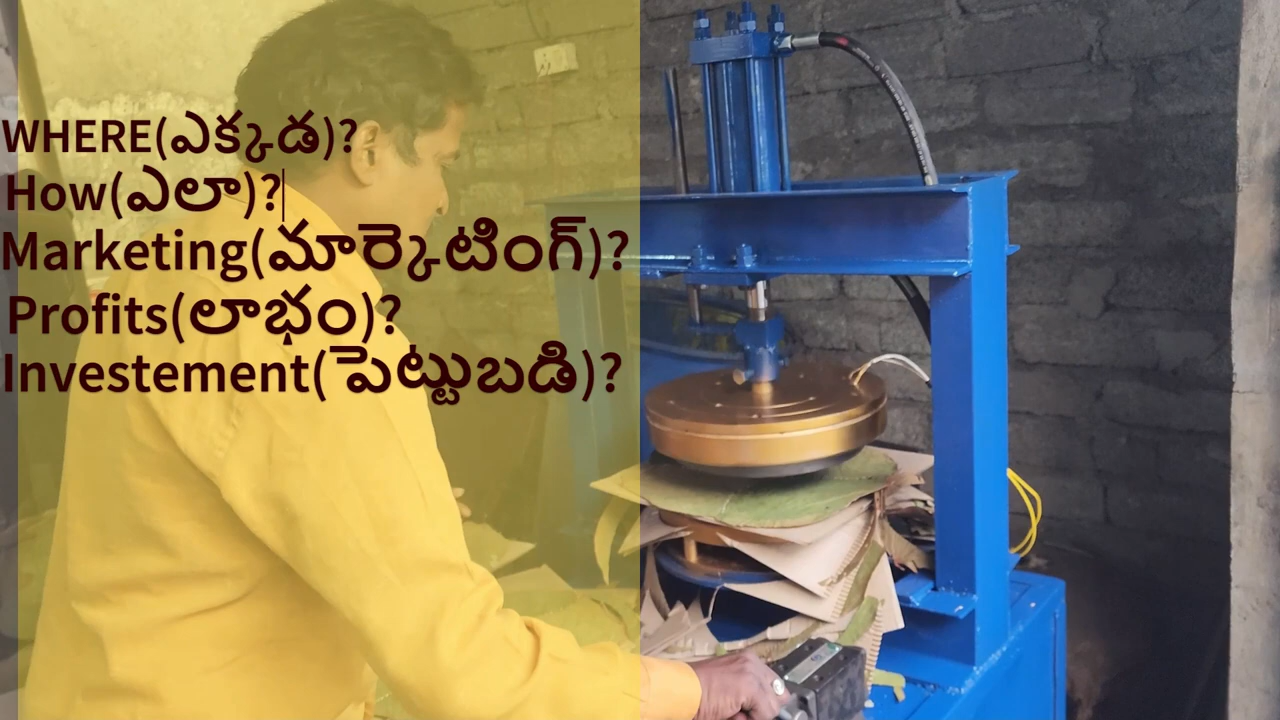 WHERE(ఎక్కడ)?
How(ఎలా)?
Marketing(మార్కెటింగ్)?
Profits(లాభం)?
Investement(పెట్టుబడి)?